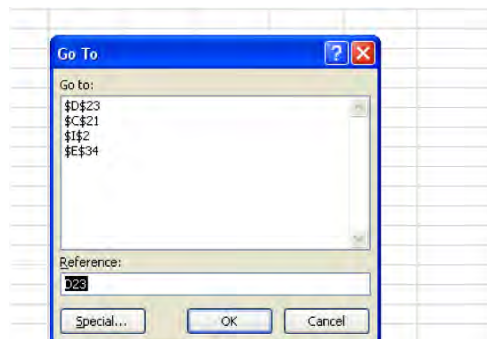 Go To
Go to:
$D$23
$C$21
$I$2
$E$34
Reference:
D23
Special... OK Cancel